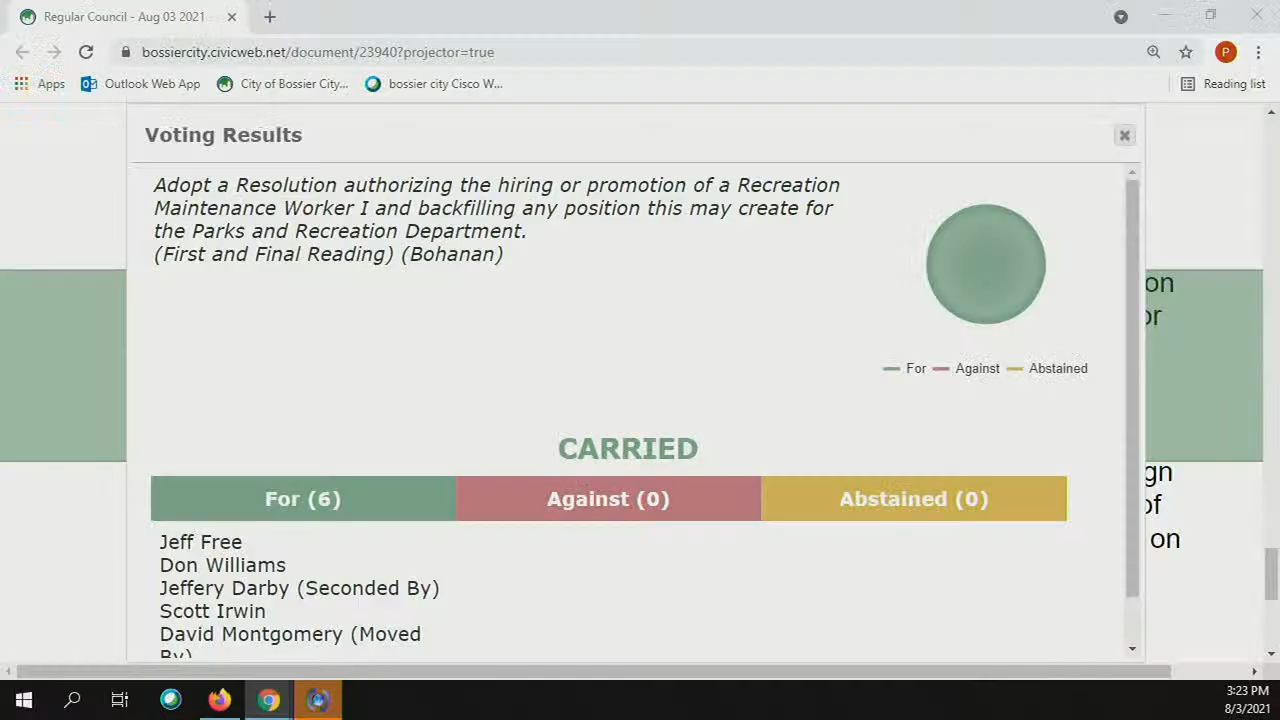 Regular Council - Aug 03 2021
bossiercity.civicweb.net/document/23940?projector=true
P
Apps
Outlook Web App
City of Bossier City...
bossier city Cisco W...
Reading list
Voting Results
Adopt a Resolution authorizing the hiring or promotion of a Recreation
Maintenance Worker I and backfilling any position this may create for
the Parks and Recreation Department.
(First and Final Reading) (Bohanan)
on
or
For
Against
Abstained
CARRIED
For (6)
Against (0)
Abstained (0)
gn
of
on
Jeff Free
Don Williams
Jeffery Darby (Seconded By)
Scott Irwin
David Montgomery (Moved
By)
3:23 PM
8/3/2021